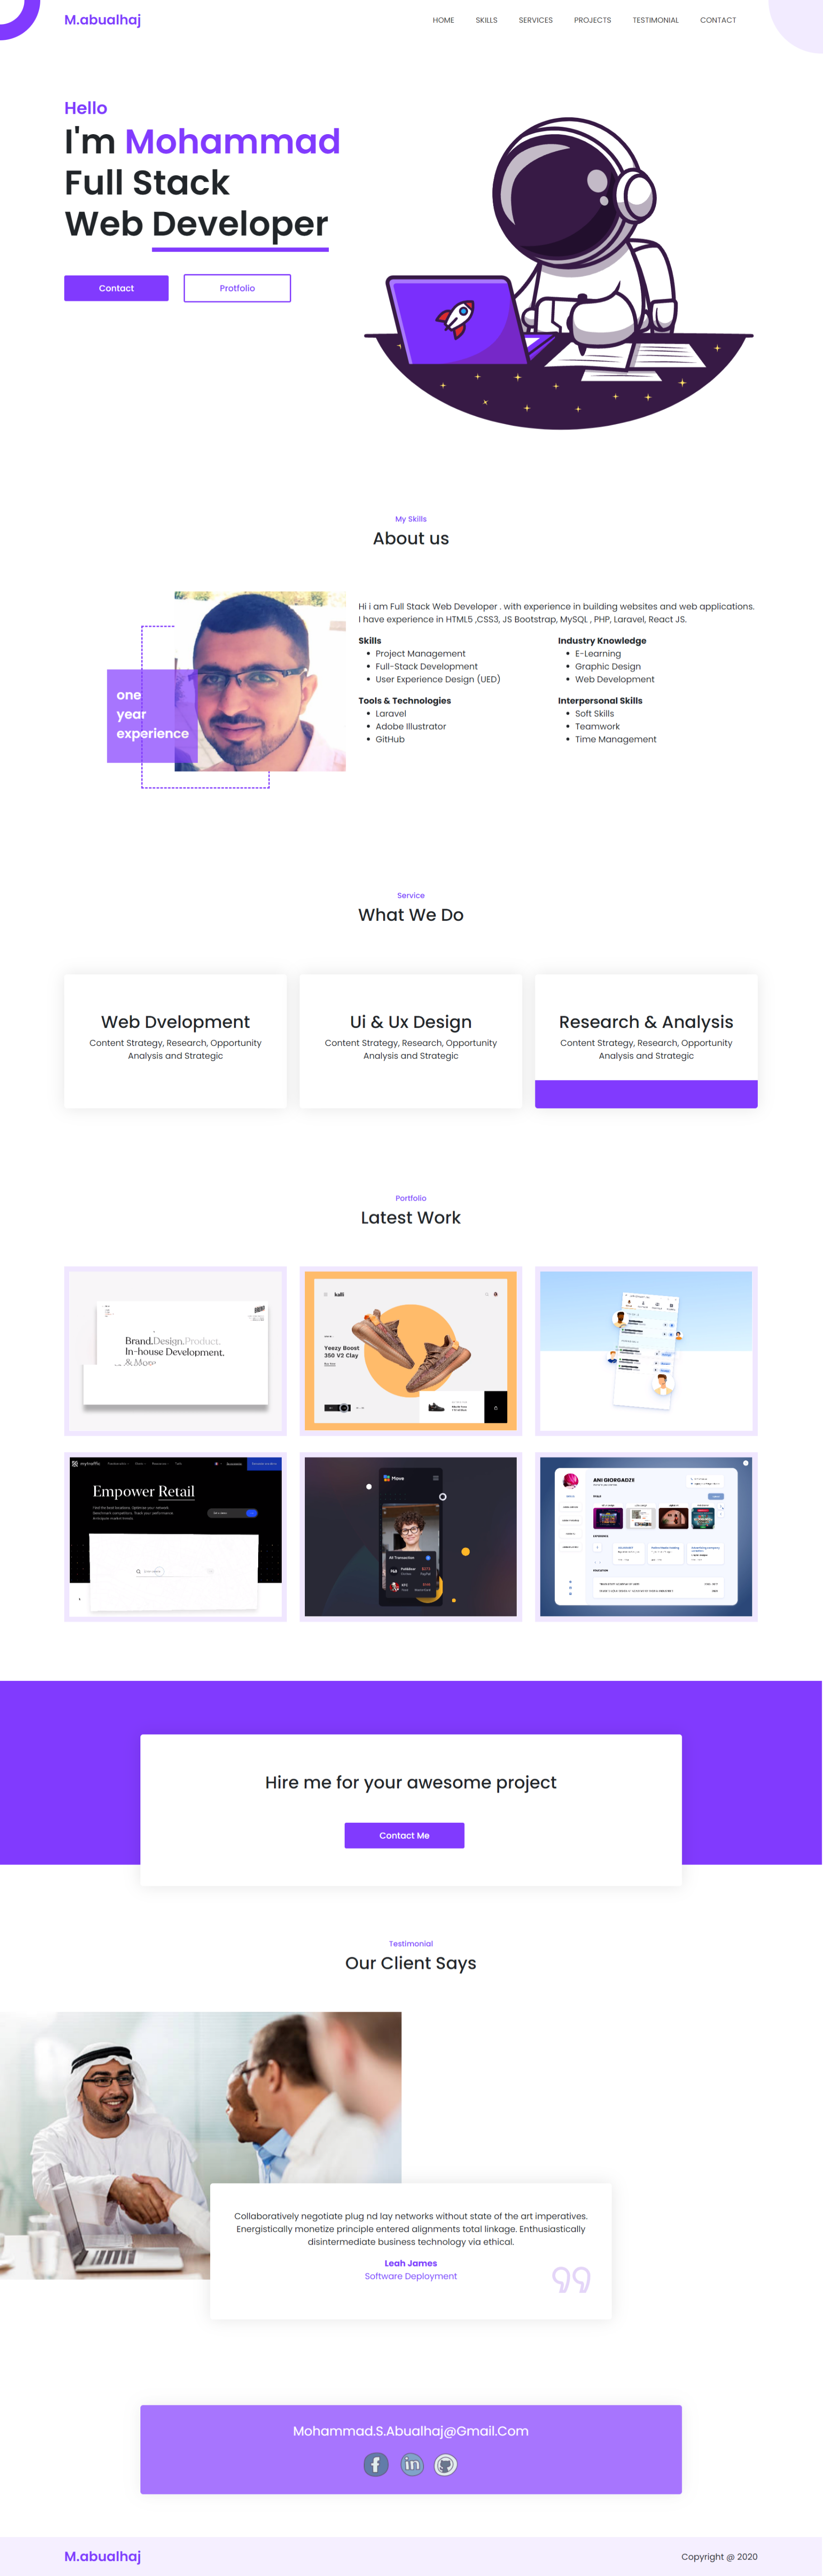 M.abualhaj
HOME SKILLS SERVICES PROJECTS TESTIMONIAL CONTACT
Hello
I'm Mohammad
Full Stack
Web Developer
Contact
Protfolio
My Skills
About us
one
year
experience
Hi i am Full Stack Web Developer . with experience in building websites and web applications.
I have experience in HTML5 ,CSS3, JS Bootstrap, MySQL , PHP, Laravel, React JS.
Skills
Project Management
Full-Stack Development
User Experience Design (UED)
Industry Knowledge
E-Learning
Graphic Design
Web Development
Tools & Technologies
Laravel
Adobe Illustrator
GitHub
Interpersonal Skills
Soft Skills
Teamwork
Time Management
Service
What We Do
Web Dvelopment
Content Strategy, Research, Opportunity
Analysis and Strategic
Ui & Ux Design
Content Strategy, Research, Opportunity
Analysis and Strategic
Research & Analysis
Content Strategy, Research, Opportunity
Analysis and Strategic
Portfolio
Latest Work
Brand.Design.Product.
In-house Development.
& More
Yeezy Boost
350 V2 Clay
Empower Retail
Move
All Transaction
ANI GIORGADZE
Hire me for your awesome project
Contact Me
Testimonial
Our Client Says
Collaboratively negotiate plug nd lay networks without state of the art imperatives.
Energistically monetize principle entered alignments total linkage. Enthusiastically
disintermediate business technology via ethical.
Leah James
Software Deployment
Mohammad.S.Abualhaj@Gmail.Com
M.abualhaj
Copyright @ 2020